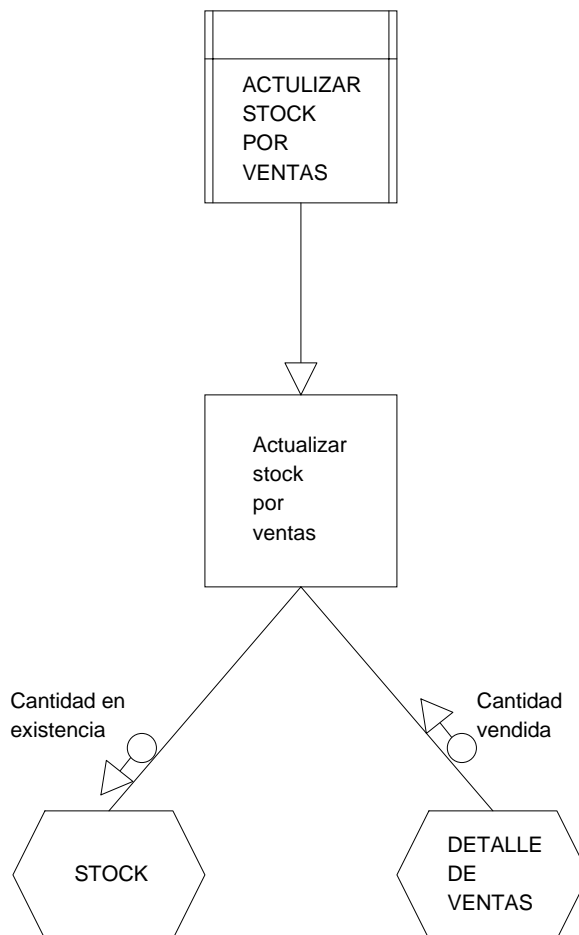 ACTULIZAR
STOCK
POR
VENTAS
Actualizar
stock
por
ventas
Cantidad en
existencia
Cantidad
vendida
STOCK
DETALLE
DE
VENTAS